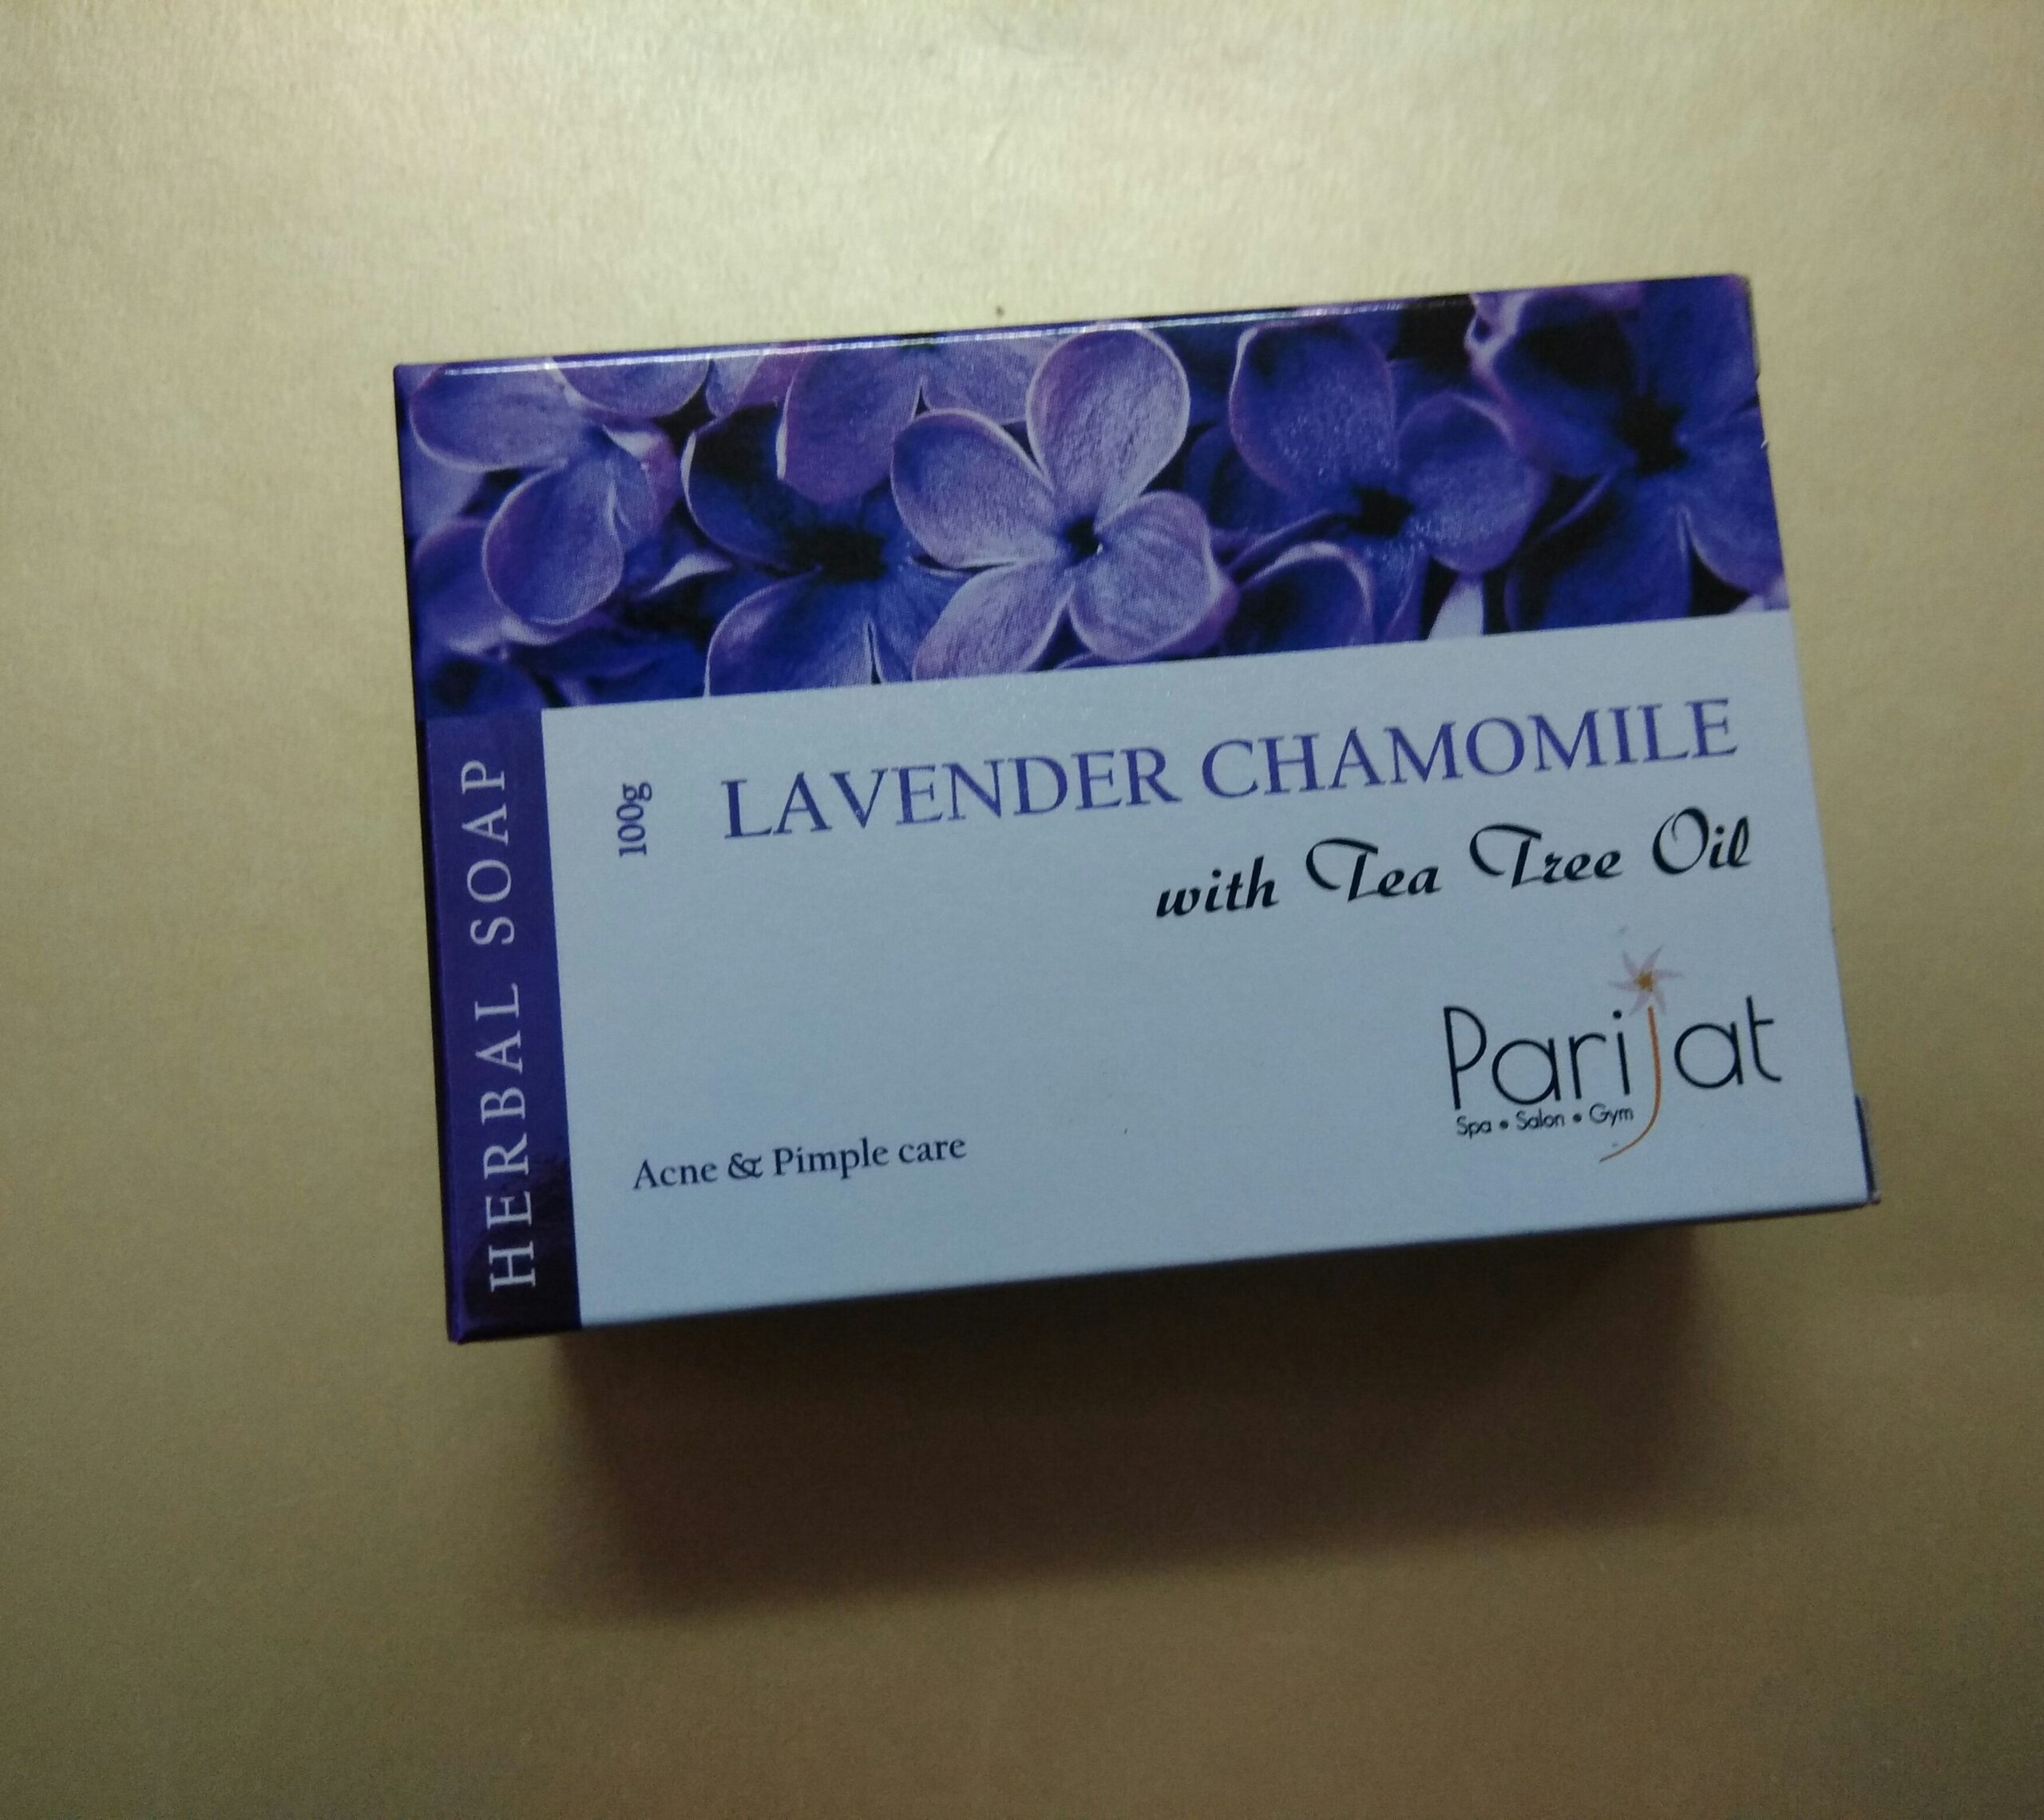 HERBAL SOAP
100g
LAVENDER CHAMOMILE
with Tea Tree Oil
Parijat
Spa • Salon • Gym
Acne & Pimple care